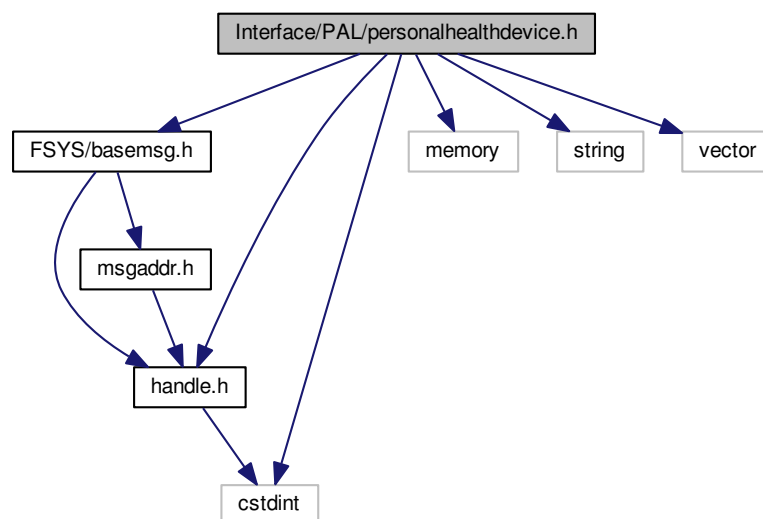 Interface/PAL/personalhealthdevice.h
FSYS/basemsg.h
memory
string
vector
msgaddr.h
handle.h
cstdint